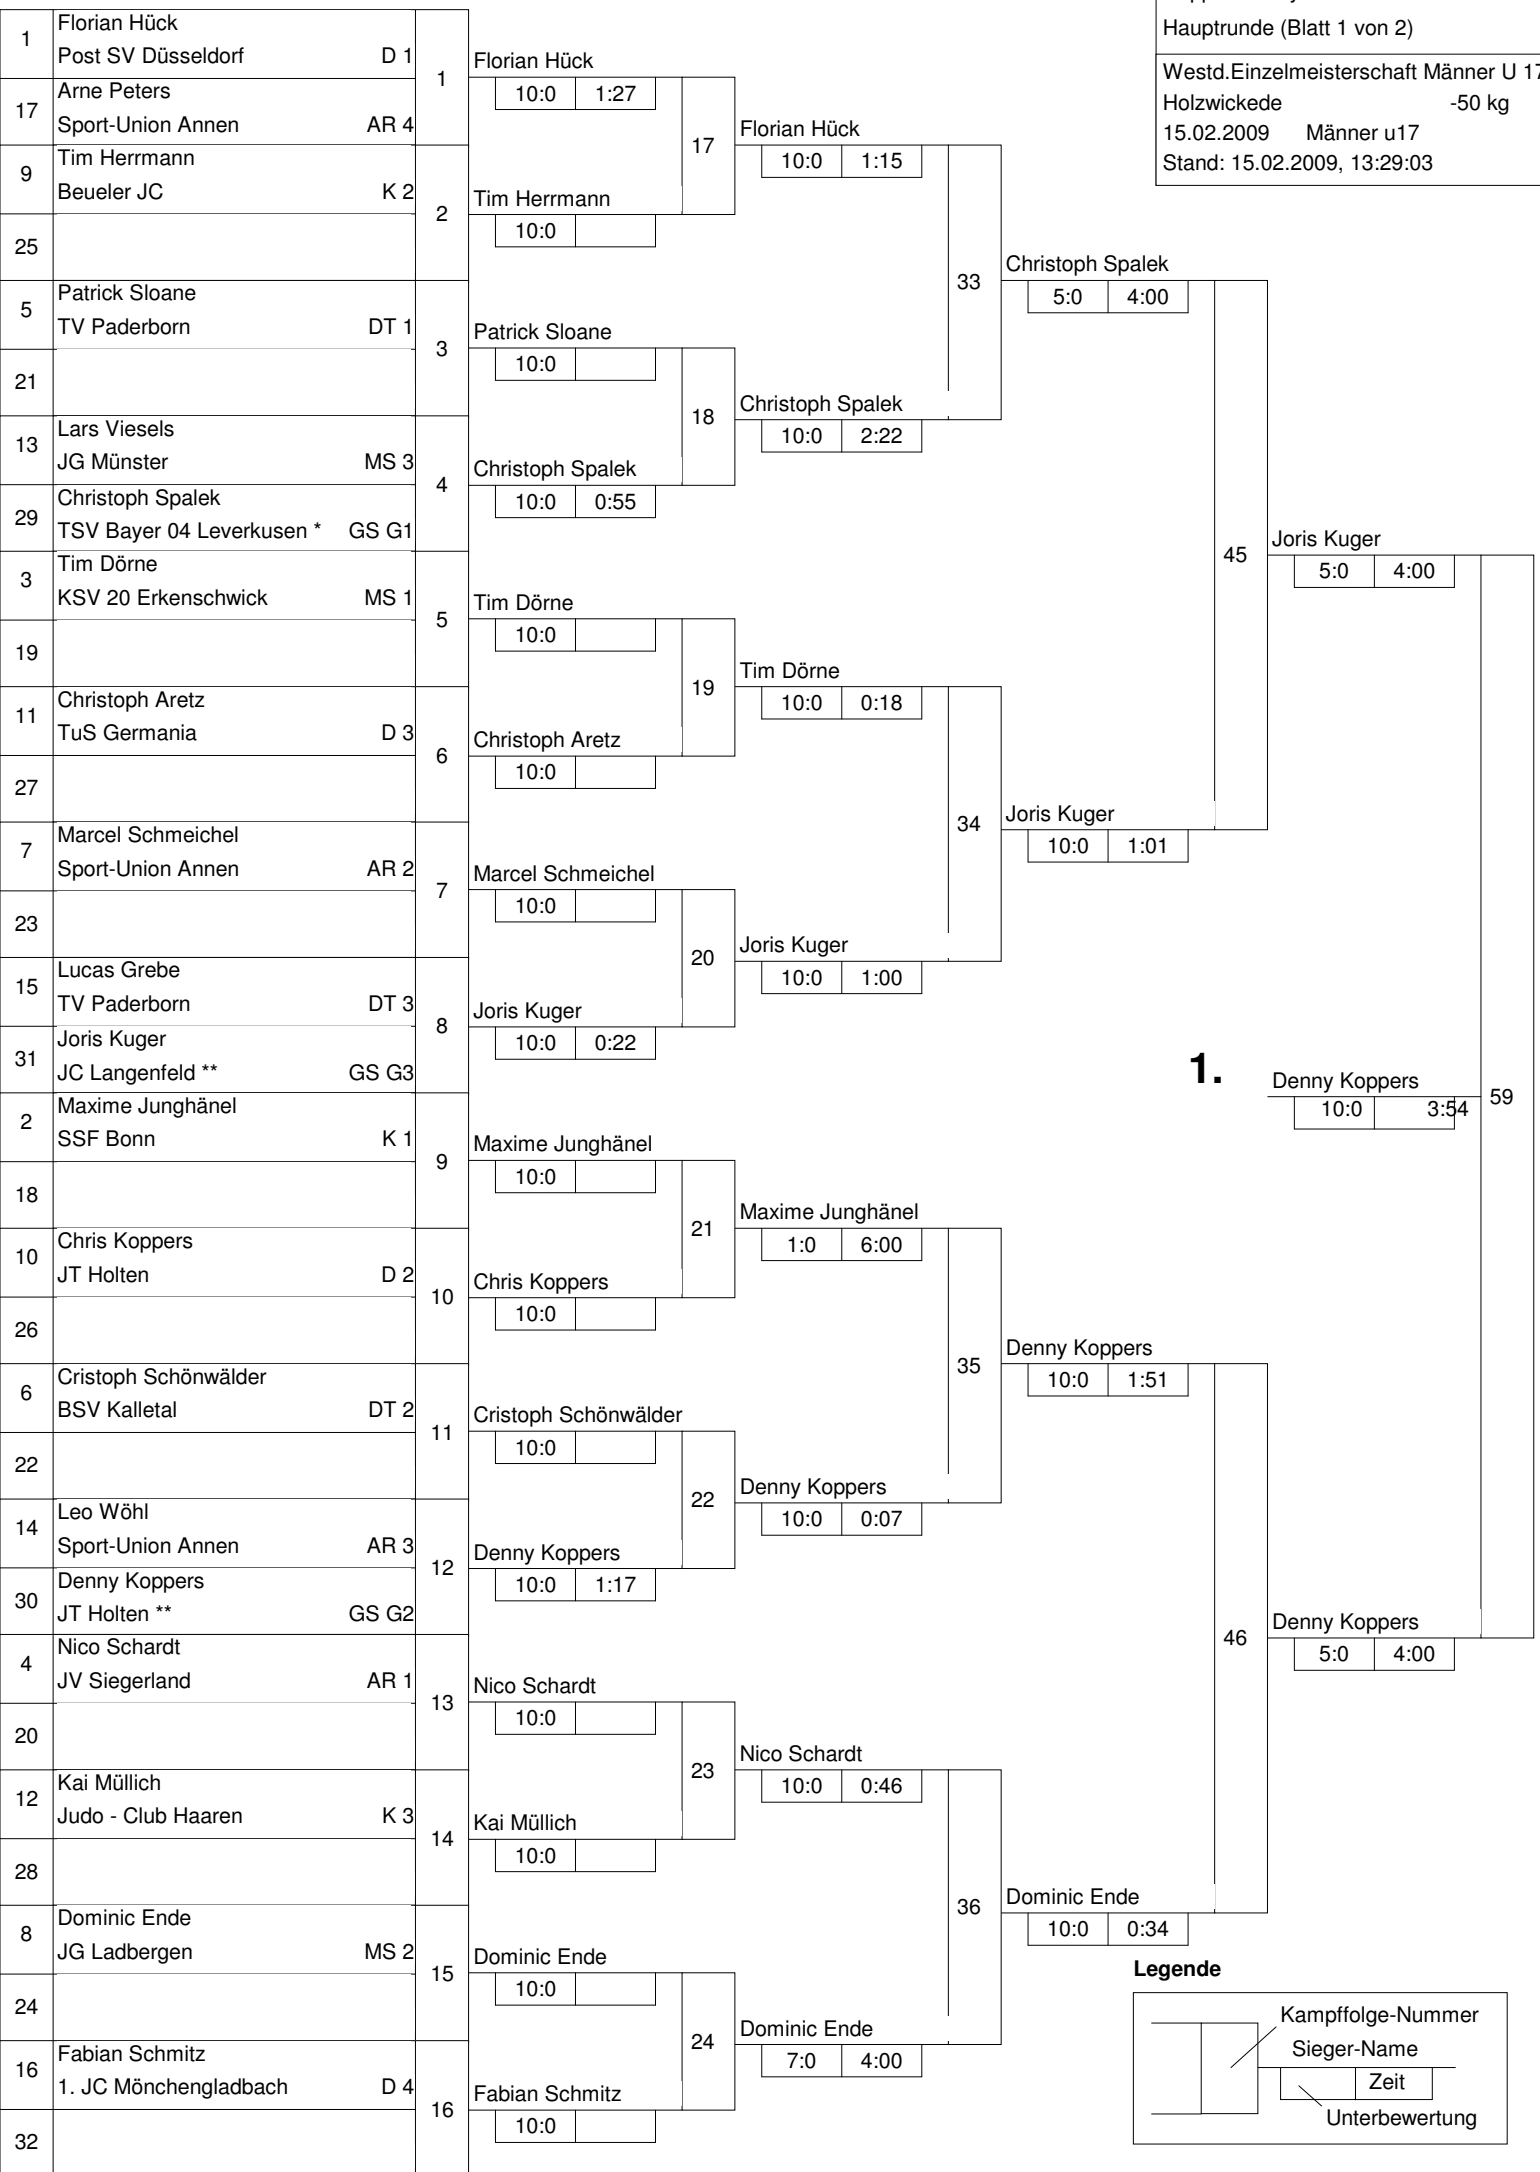 Hauptrunde (Blatt 1 von 2)
Westd.Einzelmeisterschaft Männer U 17
Holzwickede -50 kg
15.02.2009 Männer u17
Stand: 15.02.2009, 13:29:03
1 Florian Hück
Post SV Düsseldorf D 1
17 Arne Peters
Sport-Union Annen AR 4
9 Tim Herrmann
Beueler JC K 2
25
5 Patrick Sloane
TV Paderborn DT 1
21
13 Lars Viesels
JG Münster MS 3
29 Christoph Spalek
TSV Bayer 04 Leverkusen * GS G1
3 Tim Dörne
KSV 20 Erkenschwick MS 1
19
11 Christoph Aretz
TuS Germania D 3
27
7 Marcel Schmeichel
Sport-Union Annen AR 2
23
15 Lucas Grebe
TV Paderborn DT 3
31 Joris Kuger
JC Langenfeld ** GS G3
2 Maxime Junghänel
SSF Bonn K 1
18
10 Chris Koppers
JT Holten D 2
26
6 Cristoph Schönwälder
BSV Kalletal DT 2
22
14 Leo Wöhl
Sport-Union Annen AR 3
30 Denny Koppers
JT Holten ** GS G2
4 Nico Schardt
JV Siegerland AR 1
20
12 Kai Müllich
Judo - Club Haaren K 3
28
8 Dominic Ende
JG Ladbergen MS 2
24
16 Fabian Schmitz
1. JC Mönchengladbach D 4
32
1 Florian Hück
10:0 1:27
2 Tim Herrmann
10:0
3 Patrick Sloane
10:0
4 Christoph Spalek
10:0 0:55
5 Tim Dörne
10:0
6 Christoph Aretz
10:0
7 Marcel Schmeichel
10:0
8 Joris Kuger
10:0 0:22
9 Maxime Junghänel
10:0
10 Chris Koppers
10:0
11 Cristoph Schönwälder
10:0
12 Denny Koppers
10:0 1:17
13 Nico Schardt
10:0
14 Kai Müllich
10:0
15 Dominic Ende
10:0
16 Fabian Schmitz
10:0
17 Florian Hück
10:0 1:15
18 Christoph Spalek
10:0 2:22
19 Tim Dörne
10:0 0:18
20 Joris Kuger
10:0 1:00
21 Maxime Junghänel
1:0 6:00
22 Denny Koppers
10:0 0:07
23 Nico Schardt
10:0 0:46
24 Dominic Ende
7:0 4:00
33 Christoph Spalek
5:0 4:00
34 Joris Kuger
10:0 1:01
35 Denny Koppers
10:0 1:51
36 Dominic Ende
10:0 0:34
45 Joris Kuger
5:0 4:00
46 Denny Koppers
5:0 4:00
1. Denny Koppers 59
10:0 3:54
Legende
Kampffolge-Nummer
Sieger-Name
Zeit
Unterbewertung